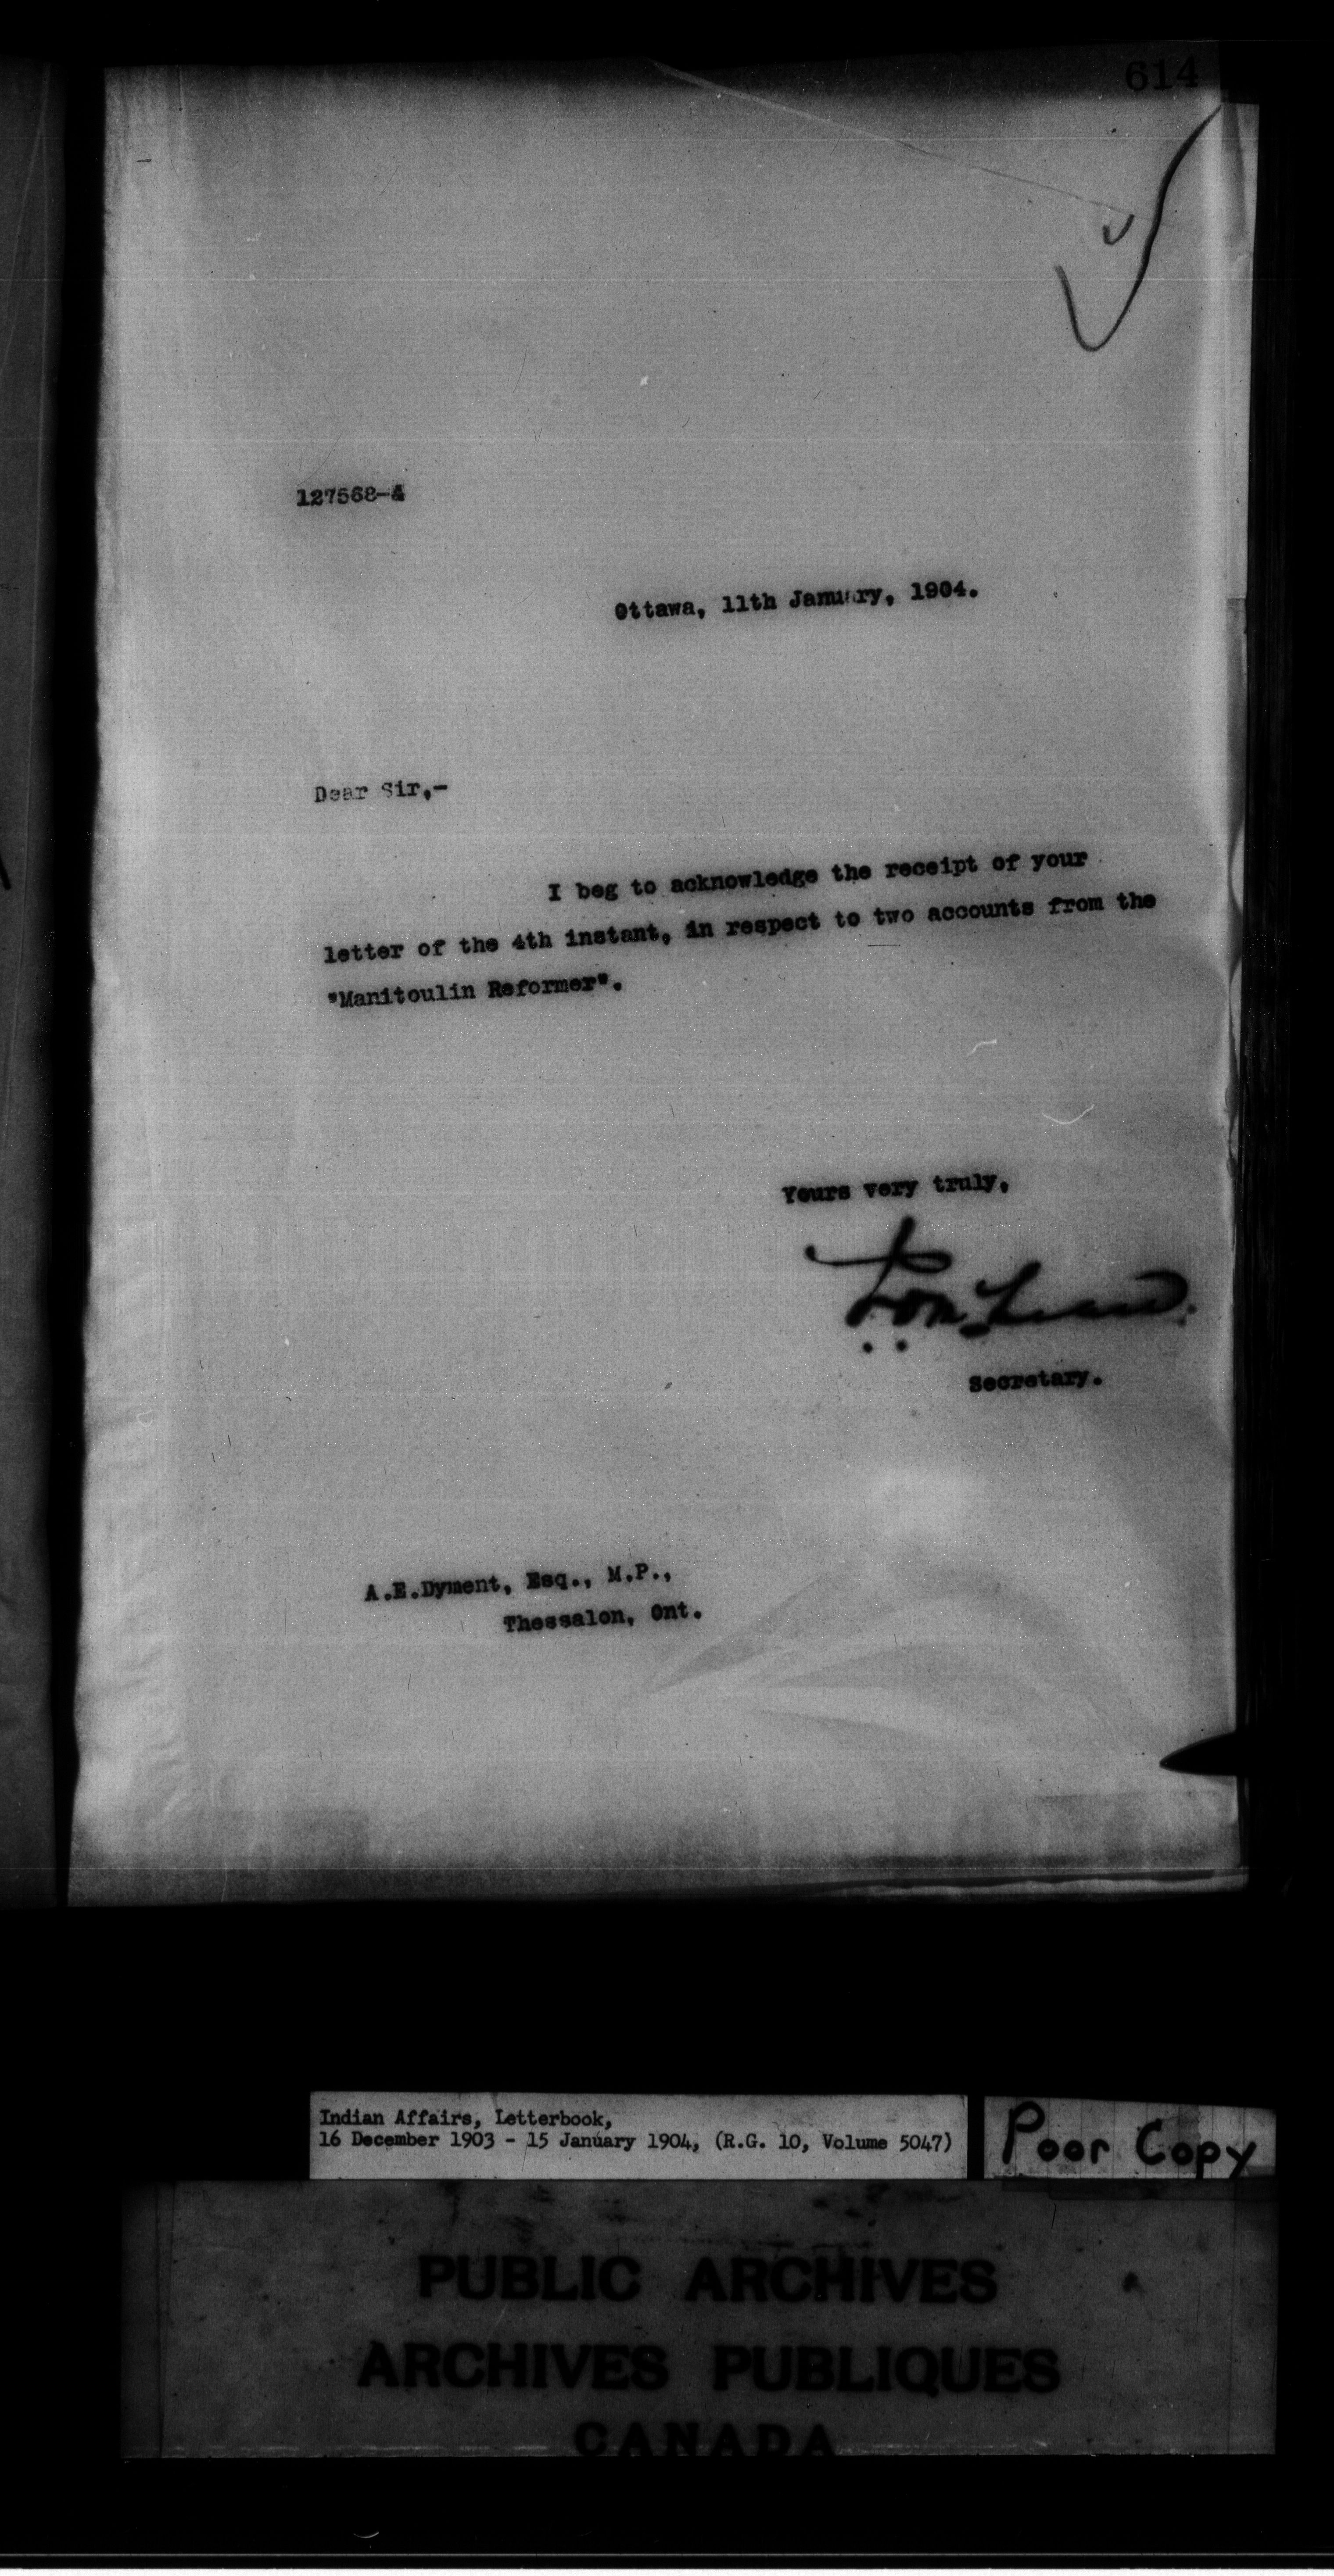 614
127568-4
Ottawa, 11th January, 1904.
Dear Sir,-
I beg to acknowledge the receipt of your
letter of the 4th instant, in respect to two accounts from the
"Manitoulin Reformer".
Yours very truly,
Secretary.
A.E.Dyment, Esq., M.P.,
Thessalon, Ont.
Indian Affairs, Letterbook,
16 December 1903 - 15 January 1904, (R.G. 10, Volume 5047)
Poor Copy
PUBLIC ARCHIVES
ARCHIVES PUBLIQUES
CANADA